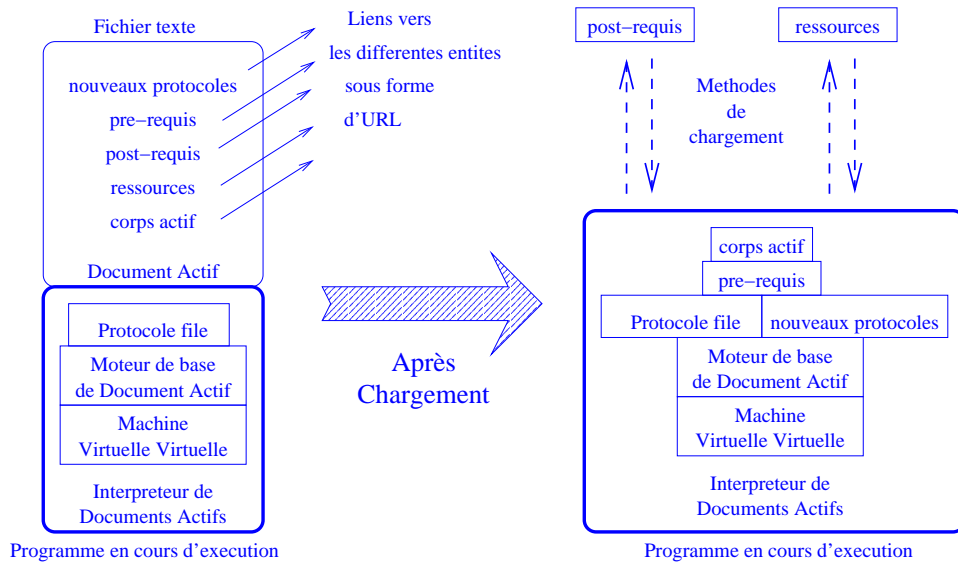 Fichier texte
nouveaux protocoles
pre−requis
post−requis
ressources
corps actif
Document Actif
Liens vers
les differentes entites
sous forme
d'URL
Protocole file
Moteur de base
de Document Actif
Machine
Virtuelle Virtuelle
Interpreteur de
Documents Actifs
Programme en cours d'execution
Après
Chargement
post−requis
ressources
Methodes
de
chargement
corps actif
pre−requis
Protocole file
nouveaux protocoles
Moteur de base
de Document Actif
Machine
Virtuelle Virtuelle
Interpreteur de
Documents Actifs
Programme en cours d'execution